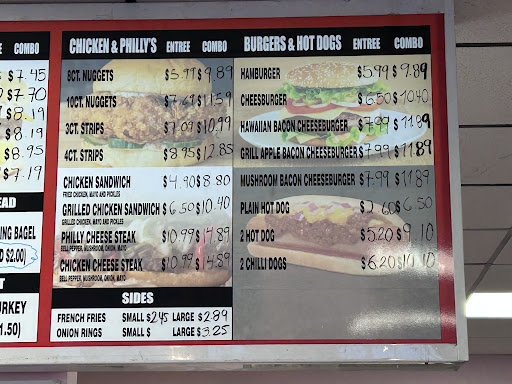 E COMBO
$7.45
$7.70
$8.19
$8.19
$8.95
$7.19
EAD
ING BAGEL
D $2.00)
T
URKEY
1.50)
CHICKEN & PHILLY'S ENTREE COMBO
8CT. NUGGETS $5.99 $9.89
10CT. NUGGETS $7.69 $11.59
3CT. STRIPS $7.09 $10.99
4CT. STRIPS $8.95 $12.85
CHICKEN SANDWICH $4.90 $8.80
FRIED CHICKEN, MAYO AND PICKLES
GRILLED CHICKEN SANDWICH $6.50 $10.40
GRILLED CHICKEN, MAYO AND PICKLES
PHILLY CHEESE STEAK $10.99 $14.89
BELL PEPPER, MUSHROOM, ONION, MAYO
CHICKEN CHEESE STEAK $10.99 $14.89
BELL PEPPER, MUSHROOM, ONION, MAYO
SIDES
FRENCH FRIES SMALL $2.45 LARGE $2.89
ONION RINGS SMALL $ LARGE $3.25
BURGERS & HOT DOGS ENTREE COMBO
HAMBURGER $5.99 $9.89
CHEESBURGER $6.50 $10.40
HAWAIIAN BACON CHEESEBURGER $7.99 $11.89
GRILL APPLE BACON CHEESEBURGER $7.99 $11.89
MUSHROOM BACON CHEESEBURGER $7.99 $11.89
PLAIN HOT DOG $2.60 $6.50
2 HOT DOG $5.20 $9.10
2 CHILLI DOGS $6.20 $10.10